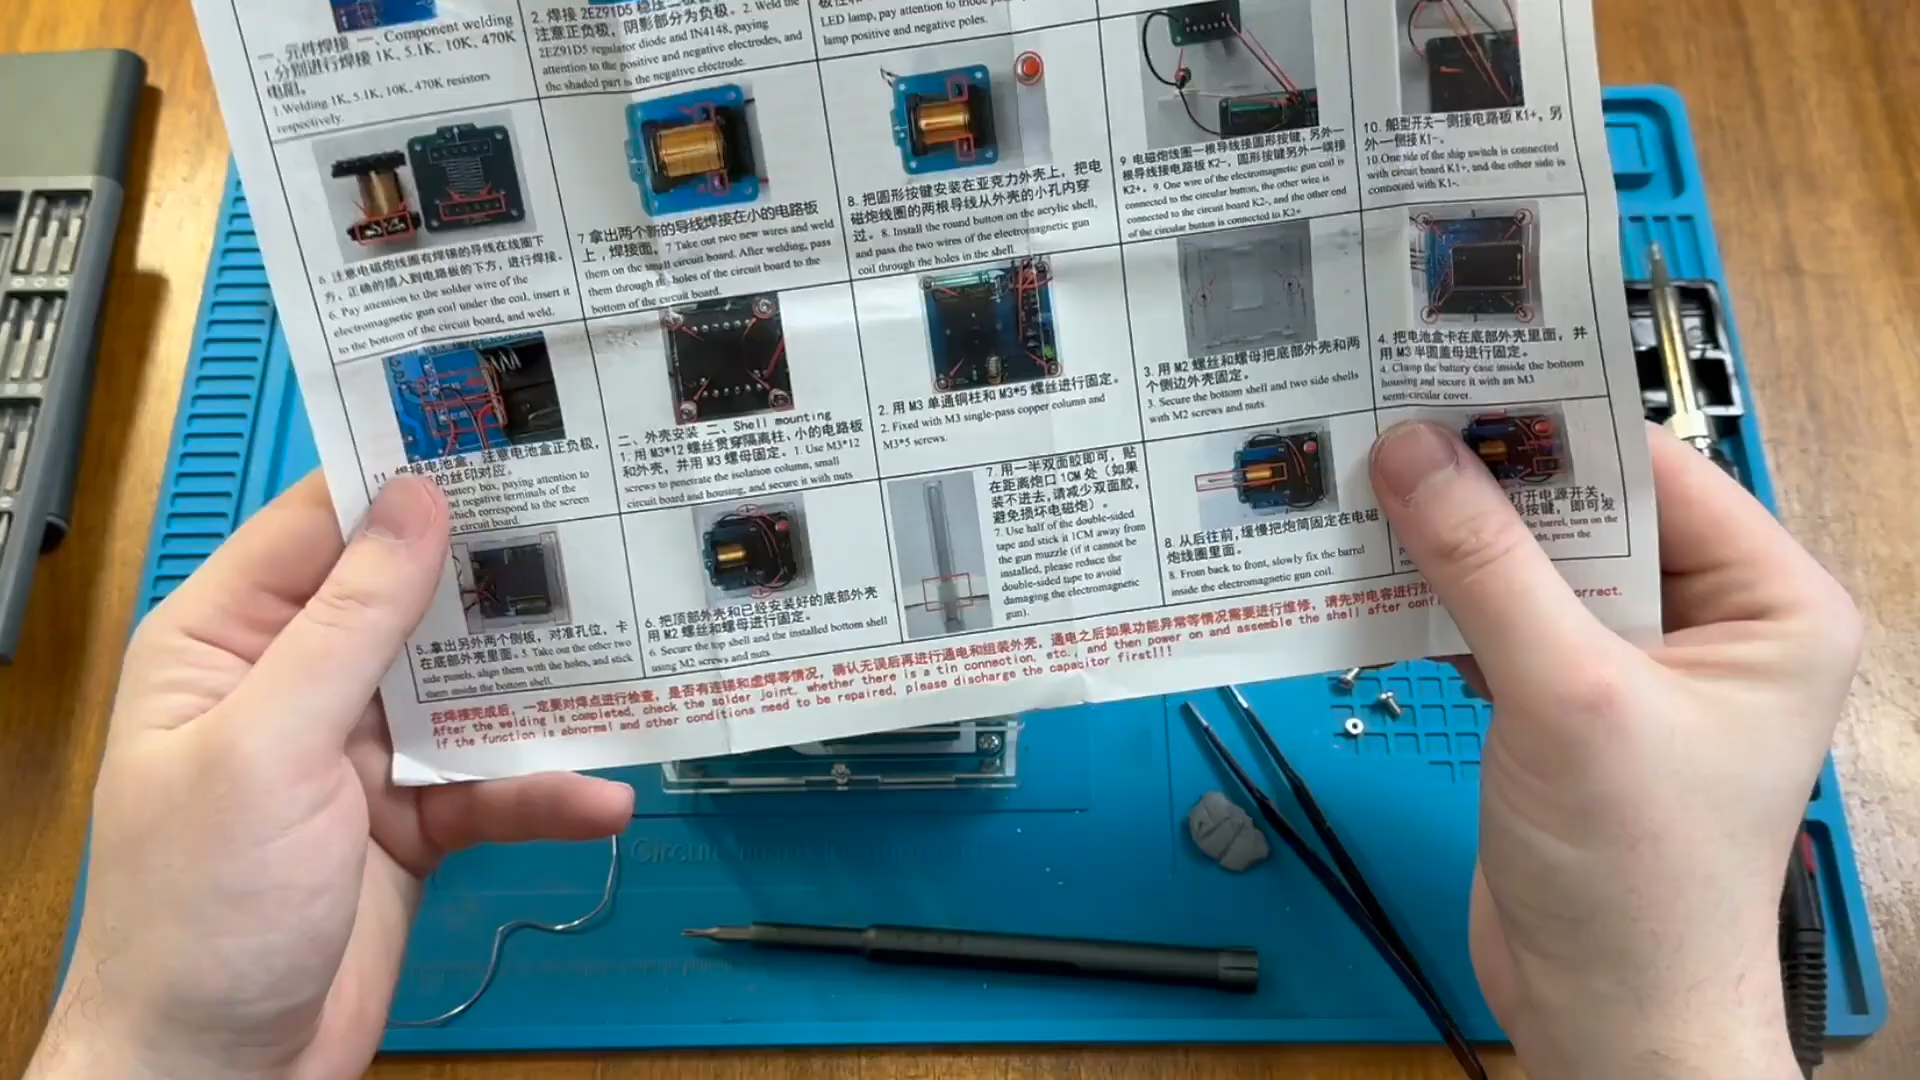 一、元件焊接 一、Component welding
1.分别进行焊接 1K、5.1K、10K、470K
电阻。
1.Welding 1K、5.1K、10K、470K resistors
respectively.
2. 焊接 2EZ91D5 稳压二极
注意正负极，阴影部分为负极。2. Weld the
2EZ91D5 regulator diode and IN4148, paying
attention to the positive and negative electrodes, and
the shaded part is the negative electrode.
LED lamp, pay attention to triode
lamp positive and negative poles.
6. 注意电磁炮线圈有焊锡的导线在线圈下
方、正确的插入到电路板的下方，进行焊接。
6. Pay attention to the solder wire of the
electromagnetic gun coil under the coil, insert it
to the bottom of the circuit board, and weld.
7 拿出两个新的导线焊接在小的电路板
上，焊接面。 7 Take out two new wires and weld
them on the small circuit board. After welding, pass
them through the holes of the circuit board to the
bottom of the circuit board.
8. 把圆形按键安装在亚克力外壳上，把电
磁炮线圈的两根导线从外壳的小孔内穿
过。8. Install the round button on the acrylic shell,
and pass the two wires of the electromagnetic gun
coil through the holes in the shell.
9 电磁炮线圈一根导线接圆形按键，另外一
根导线接电路板 K2-，圆形按键另外一端接
K2+。 9. One wire of the electromagnetic gun coil is
connected to the circular button, the other wire is
connected to the circuit board K2-, and the other end
of the circular button is connected to K2+
10. 船型开关一侧接电路板 K1+，另
外一侧接 K1-。
10.One side of the ship switch is connected
with circuit board K1+, and the other side is
connected with K1-.
11. 焊接电池盒，注意电池盒正负极，
的丝印对应。
battery box, paying attention to
nd negative terminals of the
which correspond to the screen
circuit board.
二、外壳安装 二、Shell mounting
1: 用 M3*12 螺丝贯穿隔离柱、小的电路板
和外壳，并用 M3 螺母固定。1. Use M3*12
screws to penetrate the isolation column, small
circuit board and housing, and secure it with nuts
2. 用 M3 单通铜柱和 M3*5 螺丝进行固定。
2. Fixed with M3 single-pass copper column and
M3*5 screws.
3. 用 M2 螺丝和螺母把底部外壳和两
个侧边外壳固定。
3. Secure the bottom shell and two side shells
with M2 screws and nuts.
4. 把电池盒卡在底部外壳里面，并
用 M3 半圆盖母进行固定。
4. Clamp the battery case inside the bottom
housing and secure it with an M3
semi-circular cover.
5. 拿出另外两个侧板，对准孔位，卡
在底部外壳里面。5. Take out the other two
side panels, align them with the holes, and stick
them inside the bottom shell.
6. 把顶部外壳和已经安装好的底部外壳
用 M2 螺丝和螺母进行固定。
6. Secure the top shell and the installed bottom shell
using M2 screws and nuts.
7. 用一半双面胶即可，贴
在距离炮口 1CM 处（如果
装不进去，请减少双面胶，
避免损坏电磁炮）。
7. Use half of the double-sided
tape and stick it 1CM away from
the gun muzzle (if it cannot be
installed, please reduce the
double-sided tape to avoid
damaging the electromagnetic
gun).
8. 从后往前，缓慢把炮筒固定在电磁
炮线圈里面。
8. From back to front, slowly fix the barrel
inside the electromagnetic gun coil.
打开电源开关，
按键，即可发
the barrel, turn on the
press the
在焊接完成后，一定要对焊点进行检查，是否有连锡和虚焊等情况，确认无误后再进行通电和组装外壳，通电之后如果功能异常等情况需要进行维修，请先对电容进行放
After the welding is completed, check the solder joint, whether there is a tin connection, etc., and then power on and assemble the shell after confi orrect.
If the function is abnormal and other conditions need to be repaired, please discharge the capacitor first!!!